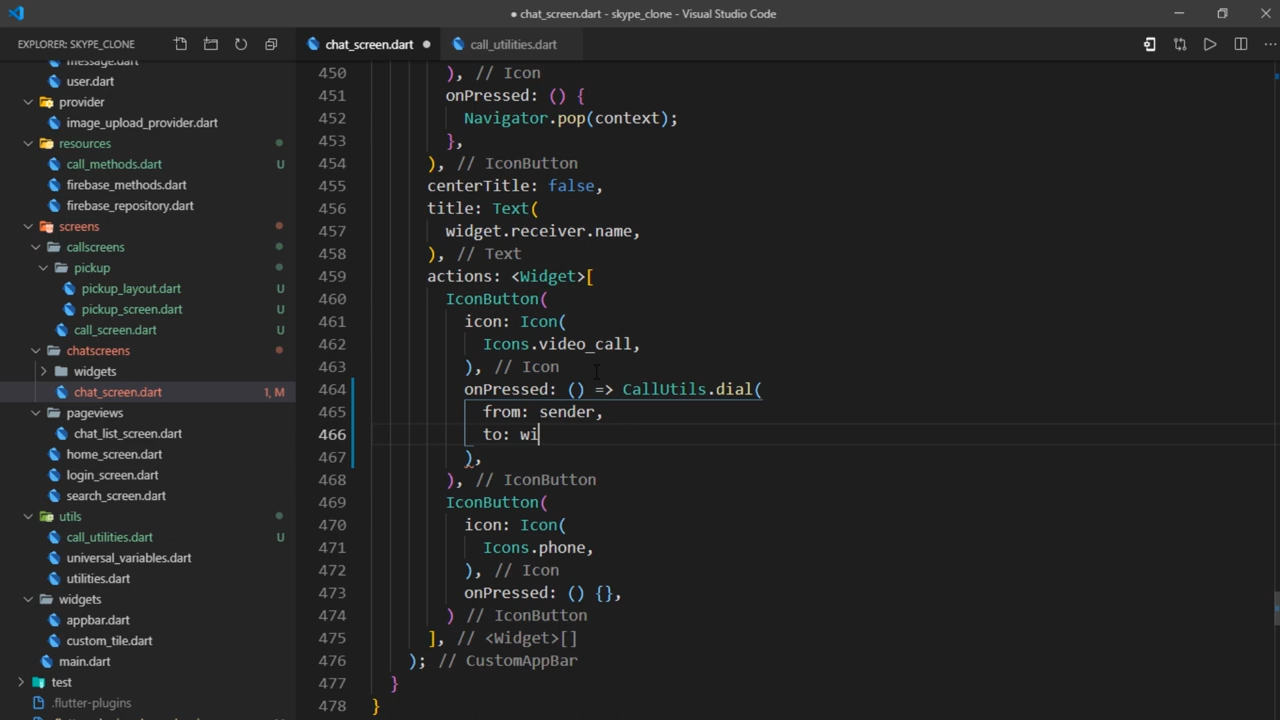 ● chat_screen.dart - skype_clone - Visual Studio Code
EXPLORER: SKYPE_CLONE
chat_screen.dart ●
call_utilities.dart
message.dart
user.dart
provider
image_upload_provider.dart
resources
call_methods.dart U
firebase_methods.dart
firebase_repository.dart
screens
callscreens
pickup
pickup_layout.dart U
pickup_screen.dart U
call_screen.dart U
chatscreens
widgets
chat_screen.dart 1, M
pageviews
chat_list_screen.dart
home_screen.dart
login_screen.dart
search_screen.dart
utils
call_utilities.dart U
universal_variables.dart
utilities.dart
widgets
appbar.dart
custom_tile.dart
main.dart
test
.flutter-plugins
450 ), // Icon
451 onPressed: () {
452 Navigator.pop(context);
453 },
454 ), // IconButton
455 centerTitle: false,
456 title: Text(
457 widget.receiver.name,
458 ), // Text
459 actions: <Widget>[
460 IconButton(
461 icon: Icon(
462 Icons.video_call,
463 ), // Icon
464 onPressed: () => CallUtils.dial(
465 from: sender,
466 to: wi
467 ),
468 ), // IconButton
469 IconButton(
470 icon: Icon(
471 Icons.phone,
472 ), // Icon
473 onPressed: () {},
474 ) // IconButton
475 ], // <Widget>[]
476 ); // CustomAppBar
477 }
478 }